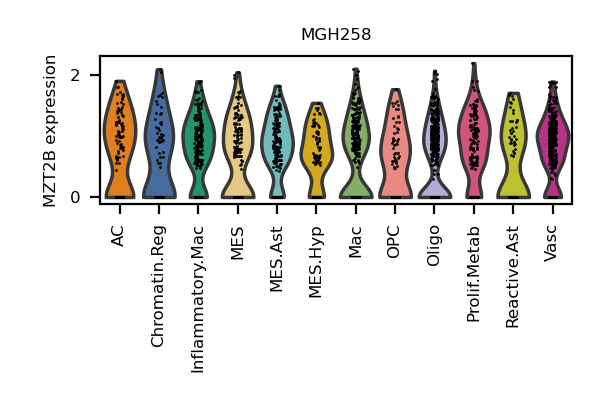 MGH258
MZT2B expression
2
0
AC
Chromatin.Reg
Inflammatory.Mac
MES
MES.Ast
MES.Hyp
Mac
OPC
Oligo
Prolif.Metab
Reactive.Ast
Vasc